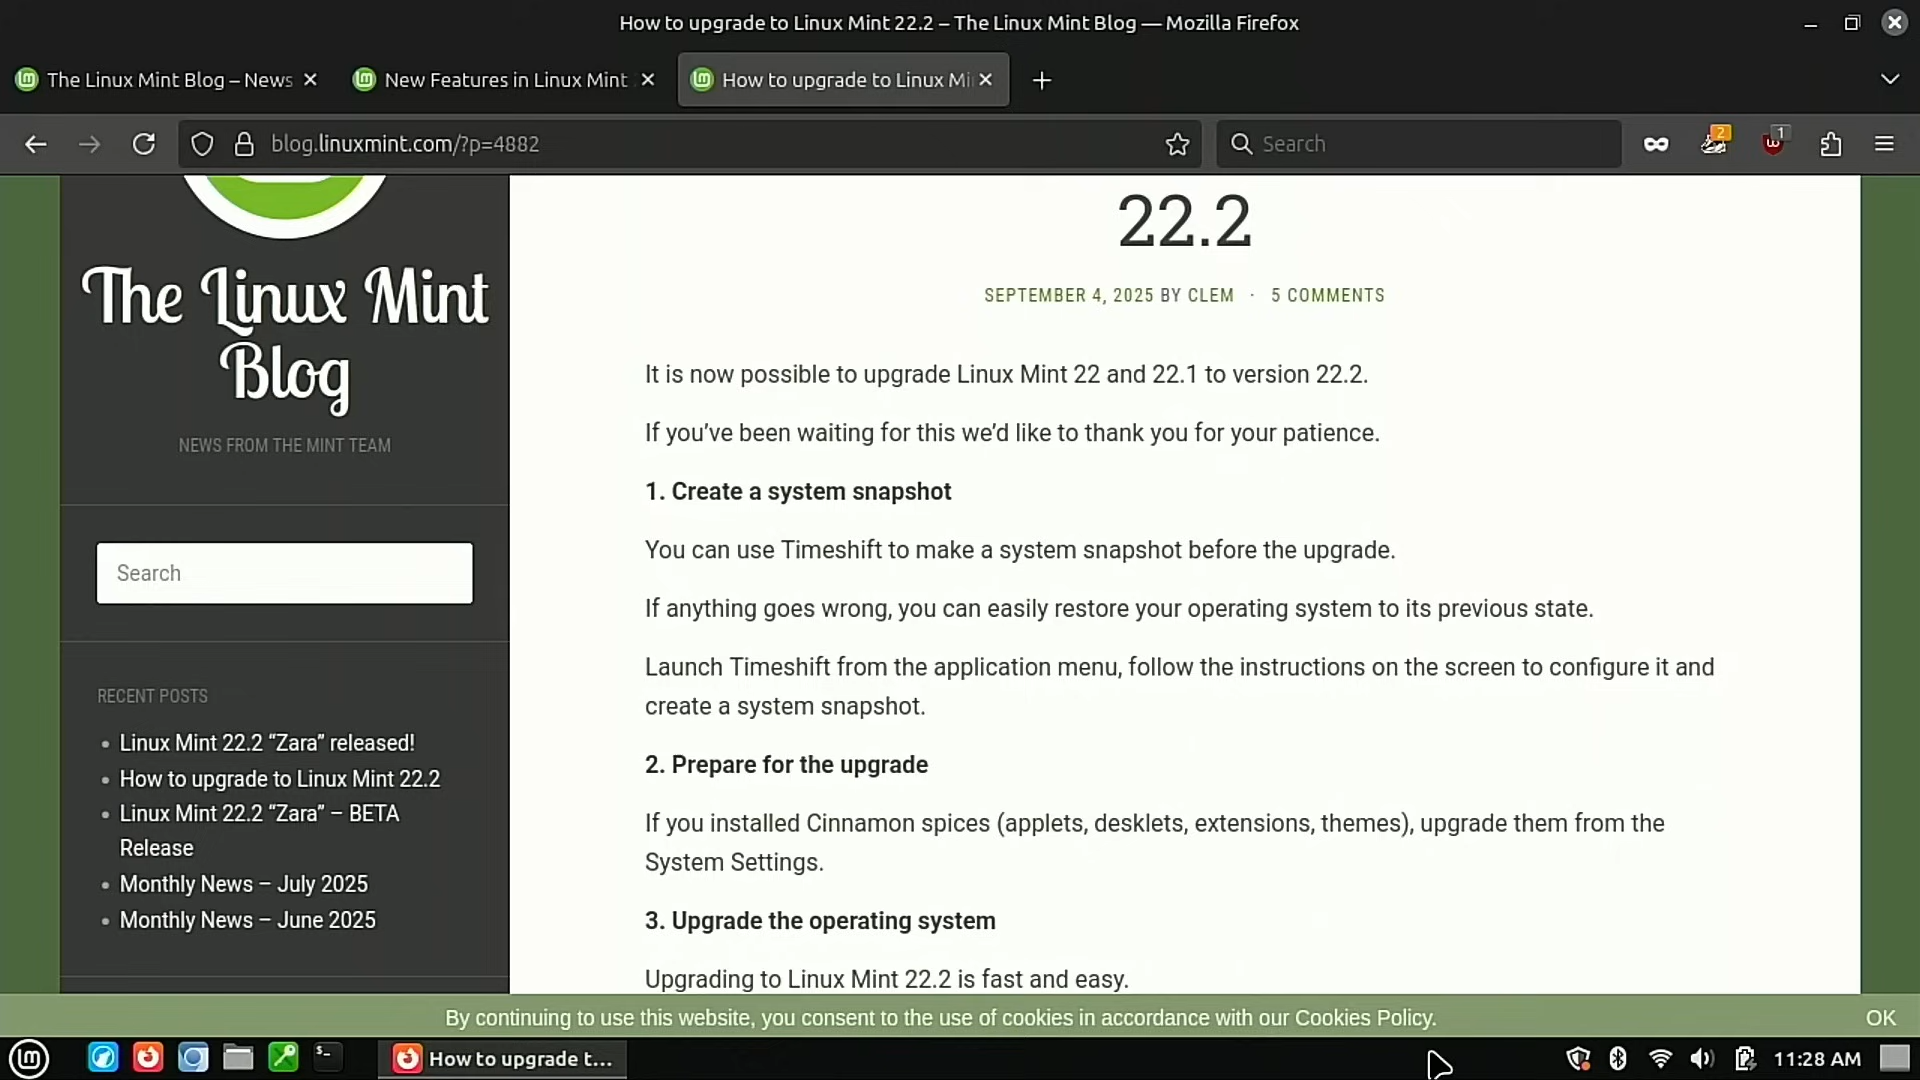 How to upgrade to Linux Mint 22.2 – The Linux Mint Blog — Mozilla Firefox
The Linux Mint Blog – News
New Features in Linux Mint
How to upgrade to Linux Mi
blog.linuxmint.com/?p=4882
Search
2
1
The Linux Mint
Blog
NEWS FROM THE MINT TEAM
Search
RECENT POSTS
Linux Mint 22.2 “Zara” released!
How to upgrade to Linux Mint 22.2
Linux Mint 22.2 “Zara” – BETA
Release
Monthly News – July 2025
Monthly News – June 2025
22.2
SEPTEMBER 4, 2025 BY CLEM · 5 COMMENTS
It is now possible to upgrade Linux Mint 22 and 22.1 to version 22.2.
If you’ve been waiting for this we’d like to thank you for your patience.
1. Create a system snapshot
You can use Timeshift to make a system snapshot before the upgrade.
If anything goes wrong, you can easily restore your operating system to its previous state.
Launch Timeshift from the application menu, follow the instructions on the screen to configure it and
create a system snapshot.
2. Prepare for the upgrade
If you installed Cinnamon spices (applets, desklets, extensions, themes), upgrade them from the
System Settings.
3. Upgrade the operating system
Upgrading to Linux Mint 22.2 is fast and easy.
By continuing to use this website, you consent to the use of cookies in accordance with our Cookies Policy.
OK
How to upgrade t...
11:28 AM